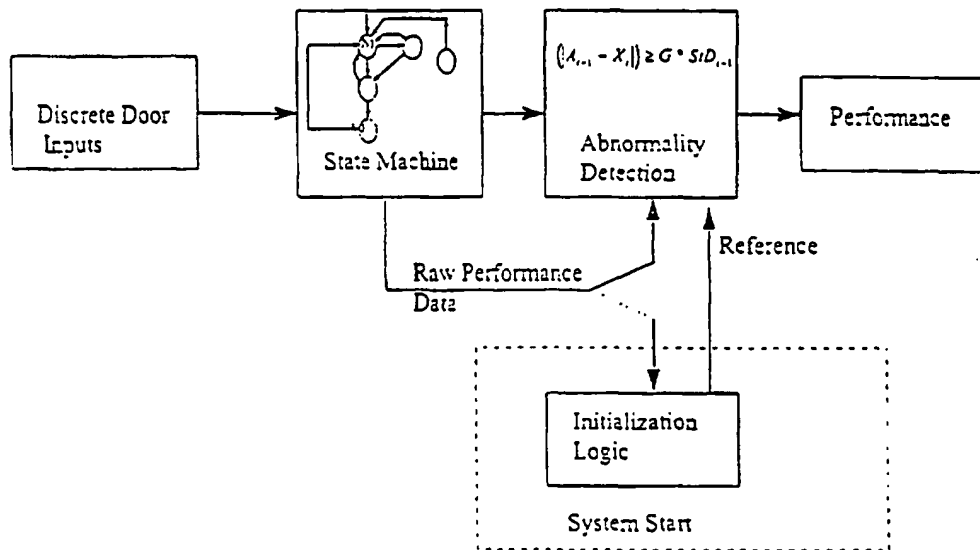 Discrete Door
Inputs
State Machine
(|A_{t-1} - X_t|) ≥ G * StD_{t-1}
Abnormality
Detection
Performance
Raw Performance
Data
Reference
Initialization
Logic
System Start